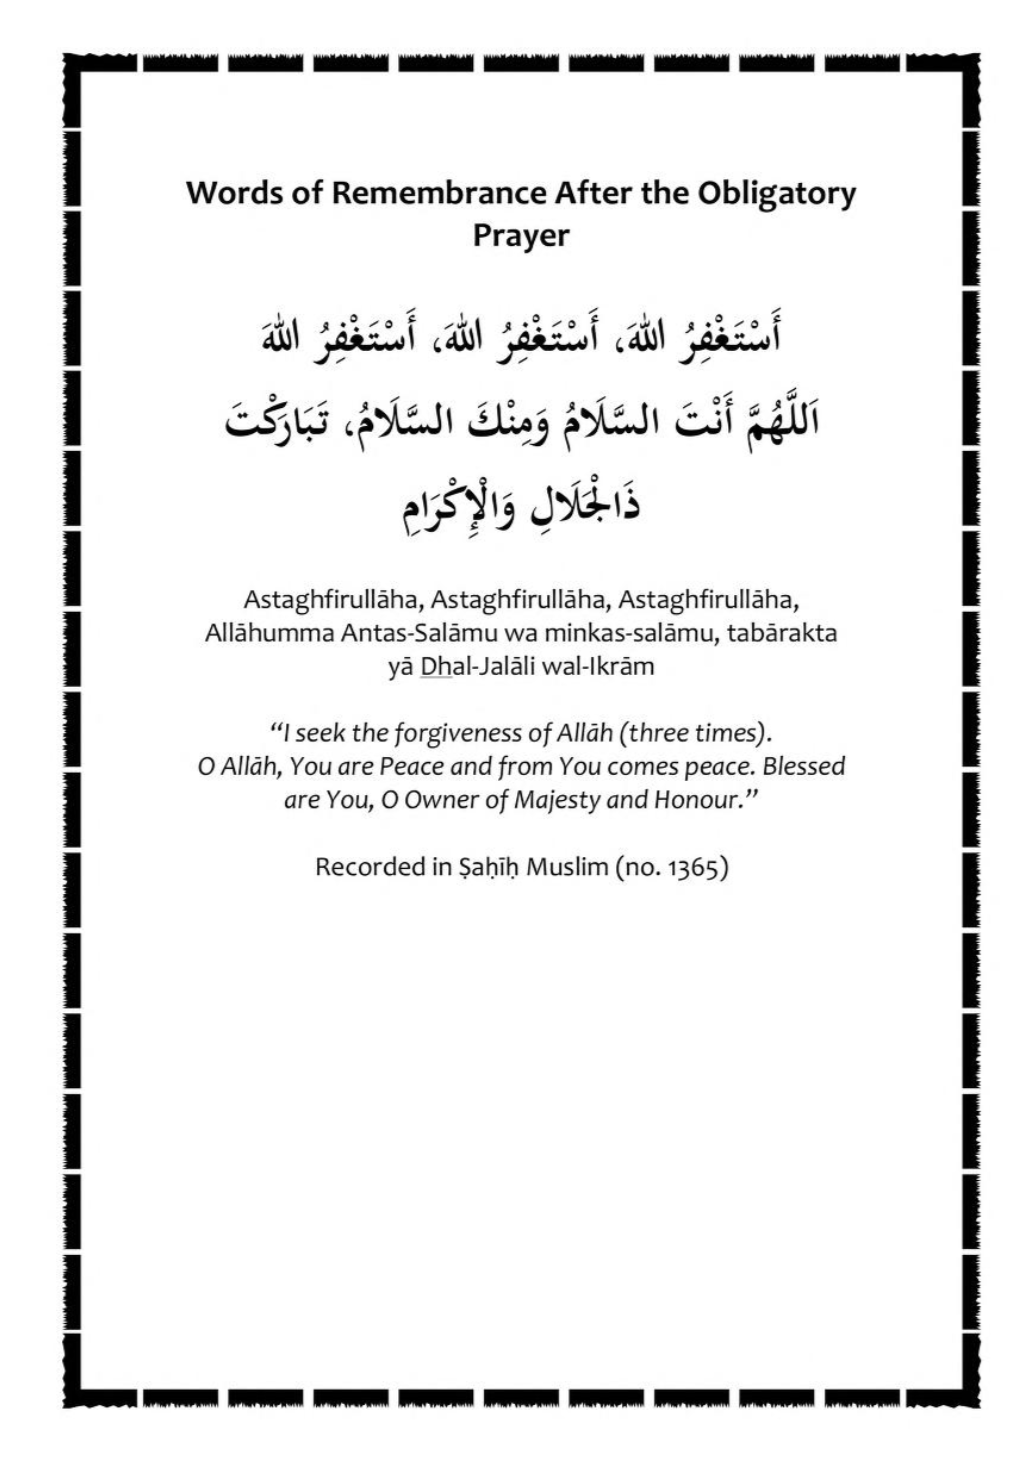 Words of Remembrance After the Obligatory
Prayer
أَسْتَغْفِرُ اللهَ، أَسْتَغْفِرُ اللهَ، أَسْتَغْفِرُ اللهَ
اَللَّهُمَّ أَنْتَ السَّلَامُ وَمِنْكَ السَّلَامُ، تَبَارَكْتَ
ذَالْجَلَالِ وَالْإِكْرَامِ
Astaghfirullāha, Astaghfirullāha, Astaghfirullāha,
Allāhumma Antas-Salāmu wa minkas-salāmu, tabārakta
yā Dhal-Jalāli wal-Ikrām
“I seek the forgiveness of Allāh (three times).
O Allāh, You are Peace and from You comes peace. Blessed
are You, O Owner of Majesty and Honour.”
Recorded in Ṣaḥīḥ Muslim (no. 1365)